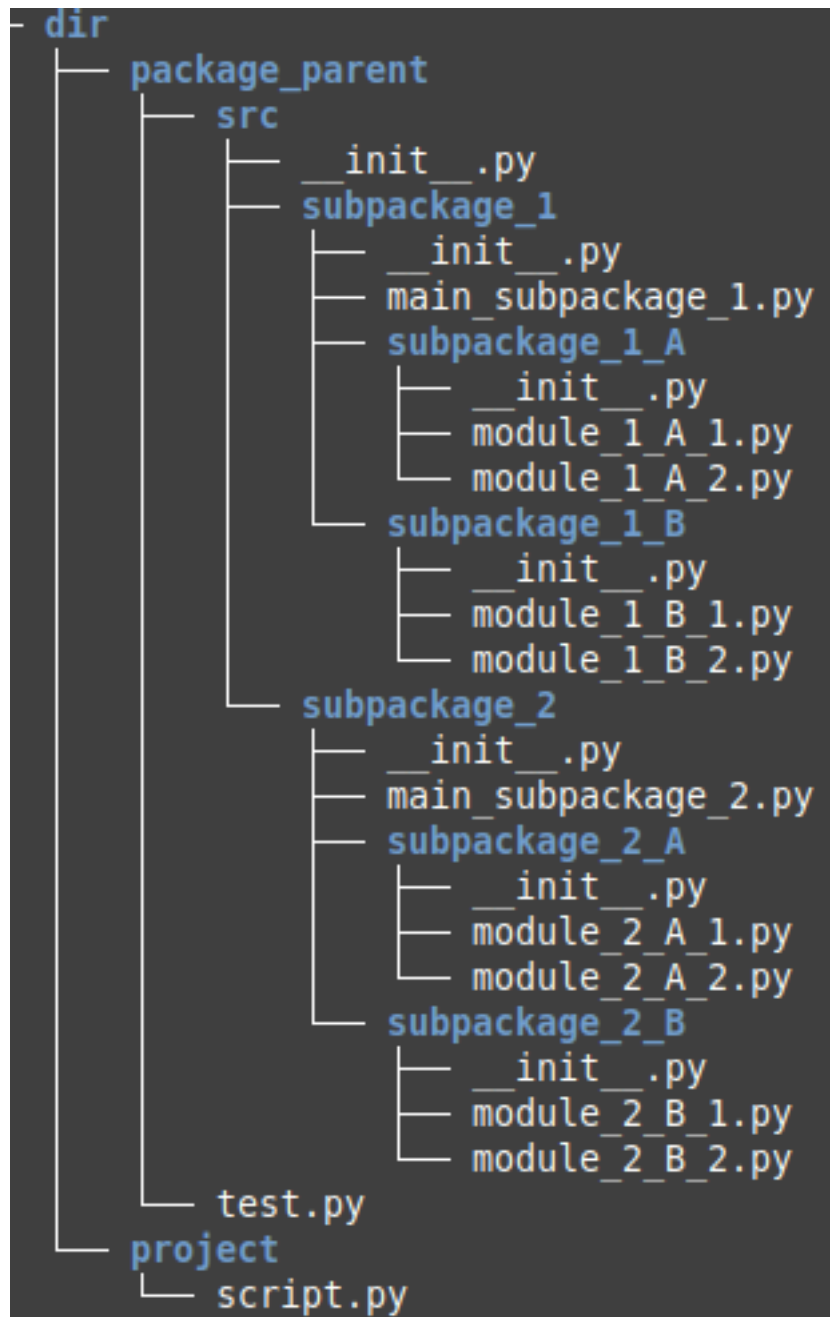 dir
package_parent
src
__init__.py
subpackage_1
__init__.py
main_subpackage_1.py
subpackage_1_A
__init__.py
module_1_A_1.py
module_1_A_2.py
subpackage_1_B
__init__.py
module_1_B_1.py
module_1_B_2.py
subpackage_2
__init__.py
main_subpackage_2.py
subpackage_2_A
__init__.py
module_2_A_1.py
module_2_A_2.py
subpackage_2_B
__init__.py
module_2_B_1.py
module_2_B_2.py
test.py
project
script.py